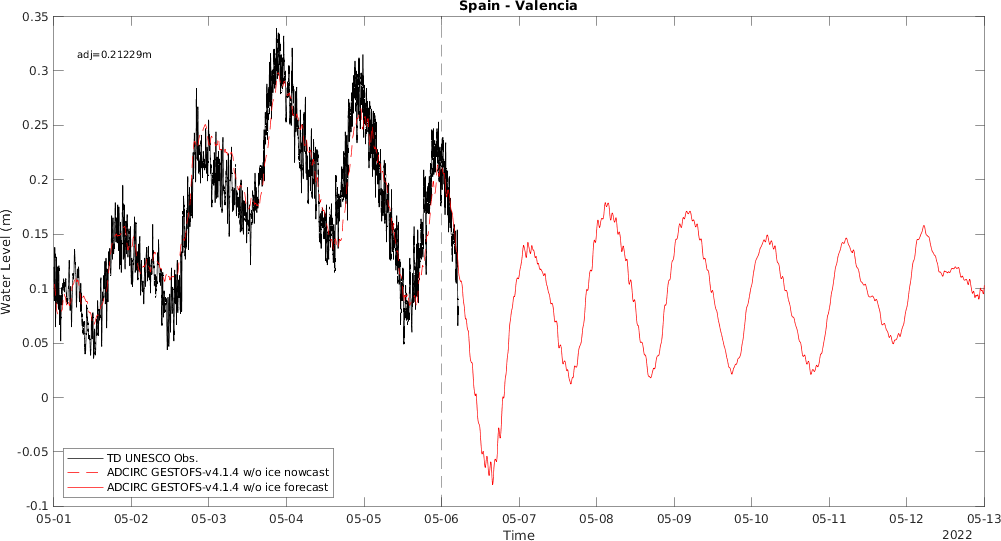 Spain - Valencia
0.35
0.3
0.25
0.2
0.15
0.1
0.05
0
-0.05
-0.1
Water Level (m)
adj=0.21229m
TD UNESCO Obs.
ADCIRC GESTOFS-v4.1.4 w/o ice nowcast
ADCIRC GESTOFS-v4.1.4 w/o ice forecast
05-01 05-02 05-03 05-04 05-05 05-06 05-07 05-08 05-09 05-10 05-11 05-12 05-13
Time
2022